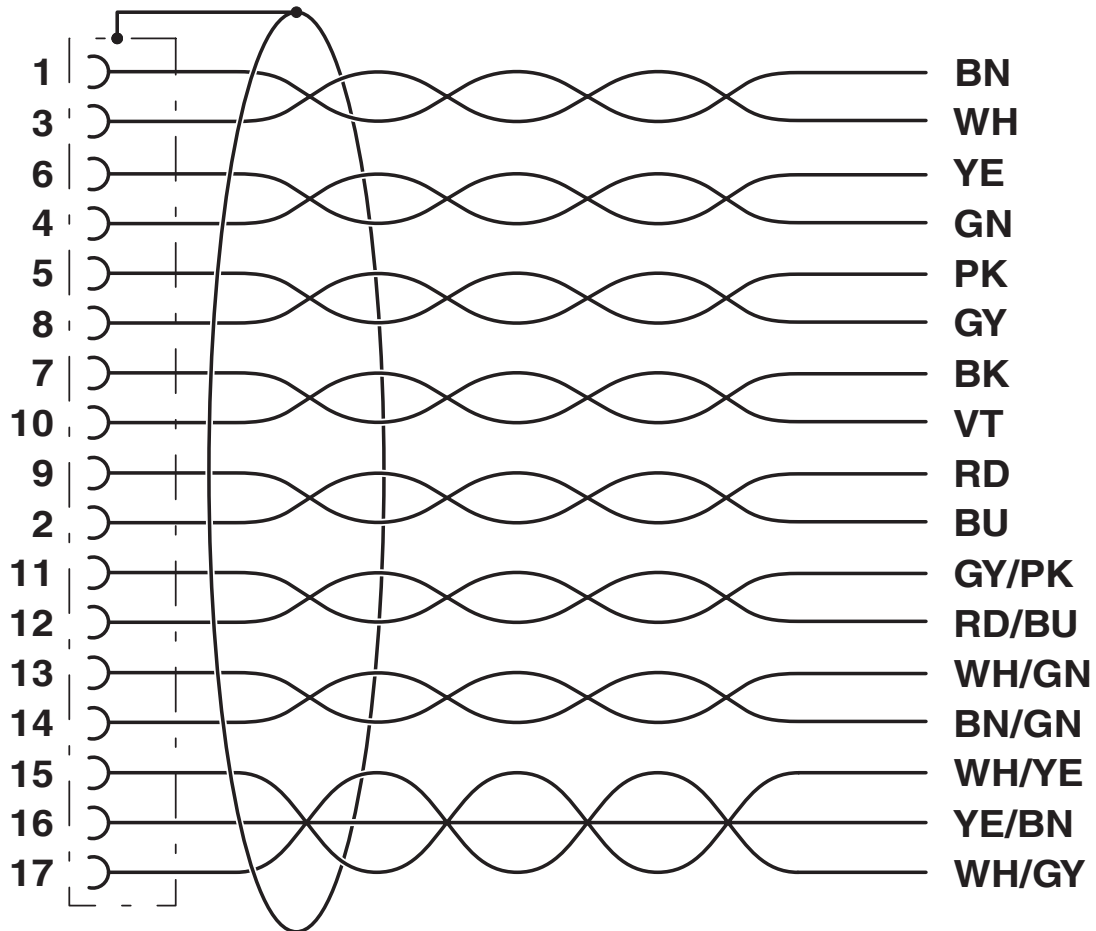 1 BN
3 WH
6 YE
4 GN
5 PK
8 GY
7 BK
10 VT
9 RD
2 BU
11 GY/PK
12 RD/BU
13 WH/GN
14 BN/GN
15 WH/YE
16 YE/BN
17 WH/GY